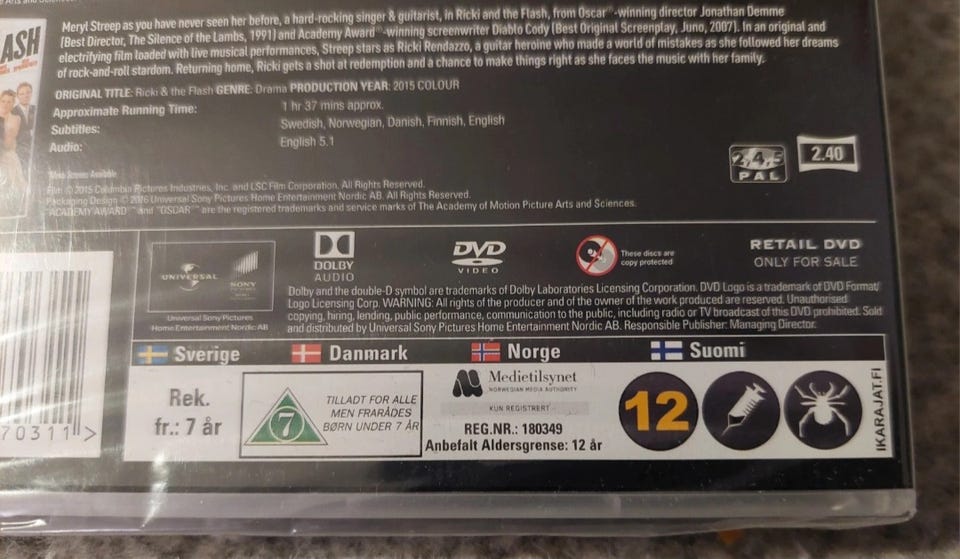 ASH
Meryl Streep as you have never seen her before, a hard-rocking singer & guitarist, in Ricki and the Flash, from Oscar®-winning director Jonathan Demme
(Best Director, The Silence of the Lambs, 1991) and Academy Award®-winning screenwriter Diablo Cody (Best Original Screenplay, Juno, 2007). In an original and
electrifying film loaded with live musical performances, Streep stars as Ricki Rendazzo, a guitar heroine who made a world of mistakes as she followed her dreams
of rock-and-roll stardom. Returning home, Ricki gets a shot at redemption and a chance to make things right as she faces the music with her family.
ORIGINAL TITLE: Ricki & the Flash GENRE: Drama PRODUCTION YEAR: 2015 COLOUR
Approximate Running Time: 1 hr 37 mins approx.
Subtitles: Swedish, Norwegian, Danish, Finnish, English
Audio: English 5.1
2,4,5
PAL
2.40
Film © 2015 Columbia Pictures Industries, Inc. and LSC Film Corporation. All Rights Reserved.
Packaging Design © 2016 Universal Sony Pictures Home Entertainment Nordic AB. All Rights Reserved.
"ACADEMY AWARD®" and "OSCAR®" are the registered trademarks and service marks of The Academy of Motion Picture Arts and Sciences.
UNIVERSAL
SONY
Universal Sony Pictures
Home Entertainment Nordic AB
DOLBY
AUDIO
DVD
VIDEO
These discs are
copy protected
RETAIL DVD
ONLY FOR SALE
Dolby and the double-D symbol are trademarks of Dolby Laboratories Licensing Corporation. DVD Logo is a trademark of DVD Format/
Logo Licensing Corp. WARNING: All rights of the producer and of the owner of the work produced are reserved. Unauthorised
copying, hiring, lending, public performance, communication to the public, including radio or TV broadcast of this DVD prohibited. Sold
and distributed by Universal Sony Pictures Home Entertainment Nordic AB. Responsible Publisher: Managing Director.
Sverige
Danmark
Norge
Suomi
Rek.
fr.: 7 år
7
TILLADT FOR ALLE
MEN FRARÅDES
BØRN UNDER 7 ÅR
Medietilsynet
NORWEGIAN MEDIA AUTHORITY
KUN REGISTRERT
REG.NR.: 180349
Anbefalt Aldersgrense: 12 år
12
IKARAJAT.FI
70311 >